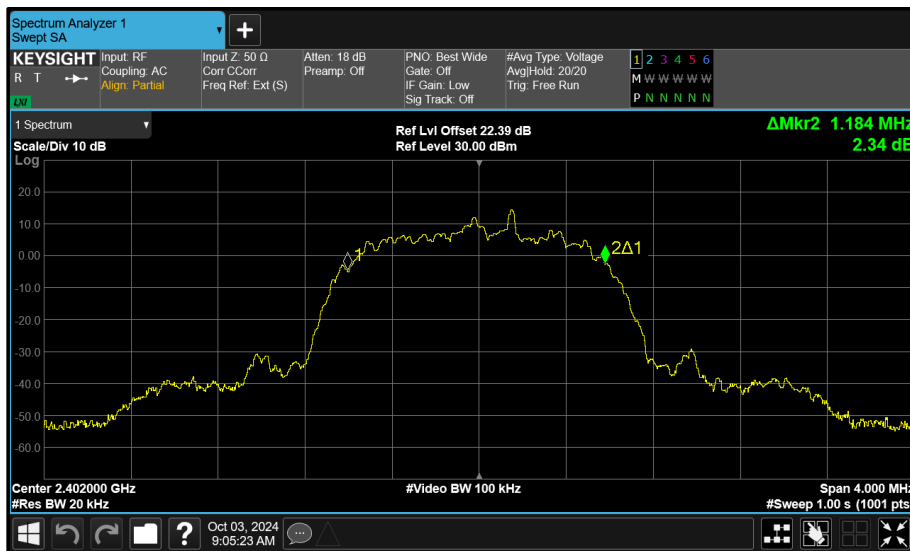 Spectrum Analyzer 1
Swept SA
+
KEYSIGHT
R T
LXI
Input: RF
Coupling: AC
Align: Partial
Input Z: 50 Ω
Corr CCorr
Freq Ref: Ext (S)
Atten: 18 dB
Preamp: Off
PNO: Best Wide
Gate: Off
IF Gain: Low
Sig Track: Off
#Avg Type: Voltage
Avg|Hold: 20/20
Trig: Free Run
1 2 3 4 5 6
M W W W W W
P N N N N N
1 Spectrum
Scale/Div 10 dB
Log
Ref Lvl Offset 22.39 dB
Ref Level 30.00 dBm
ΔMkr2 1.184 MHz
2.34 dB
20.0
10.0
0.00
-10.0
-20.0
-30.0
-40.0
-50.0
-60.0
1
2Δ1
Center 2.402000 GHz
#Res BW 20 kHz
#Video BW 100 kHz
Span 4.000 MHz
#Sweep 1.00 s (1001 pts
?
Oct 03, 2024
9:05:23 AM